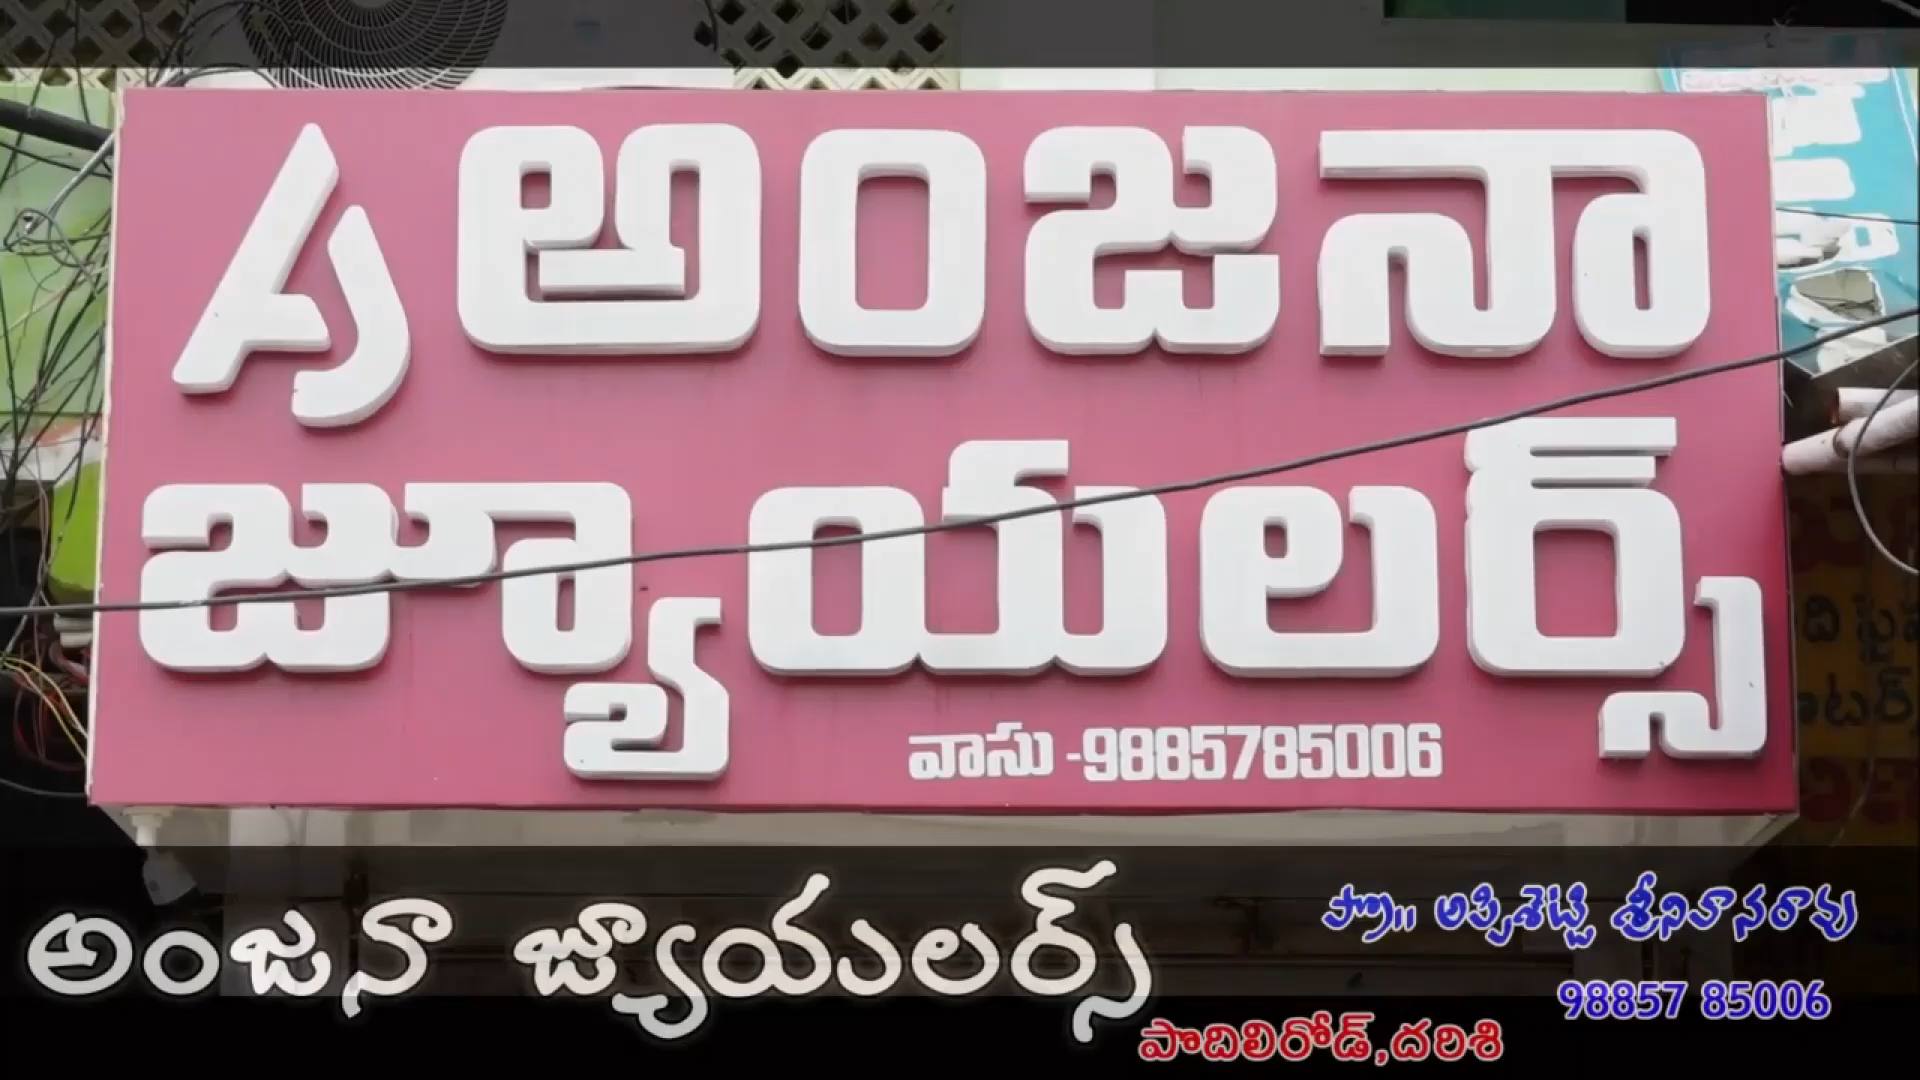 అంజనా
జ్యూయలర్స్
వాసు -9885785006
అంజనా జ్యూయలర్స్
ప్రొ॥ అప్పిశెట్టి శ్రీనివాసరావు
98857 85006
పొదిలిరోడ్,దరిశి